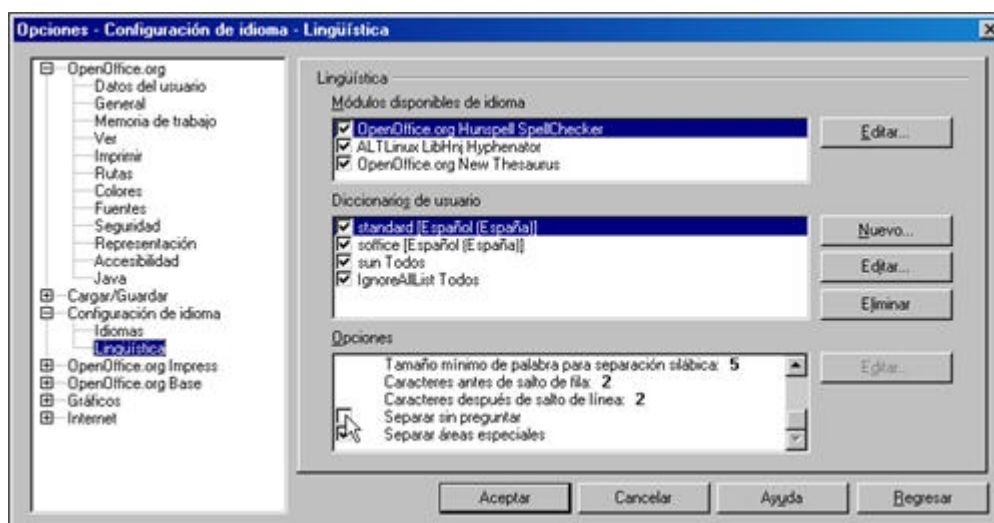 Opciones - Configuración de idioma - Lingüística
OpenOffice.org
Datos del usuario
General
Memoria de trabajo
Ver
Imprimir
Rutas
Colores
Fuentes
Seguridad
Representación
Accesibilidad
Java
Cargar/Guardar
Configuración de idioma
Idiomas
Lingüística
OpenOffice.org Impress
OpenOffice.org Base
Gráficos
Internet
Lingüística
Módulos disponibles de idioma
OpenOffice.org Hunspell SpellChecker
ALTLinux LibHnj Hyphenator
OpenOffice.org New Thesaurus
Editar...
Diccionarios de usuario
standard [Español (España)]
soffice [Español (España)]
sun Todos
IgnoreAllList Todos
Nuevo...
Editar...
Eliminar
Opciones
Tamaño mínimo de palabra para separación silábica: 5
Caracteres antes de salto de fila: 2
Caracteres después de salto de línea: 2
Separar sin preguntar
Separar áreas especiales
Editar...
Aceptar Cancelar Ayuda Regresar